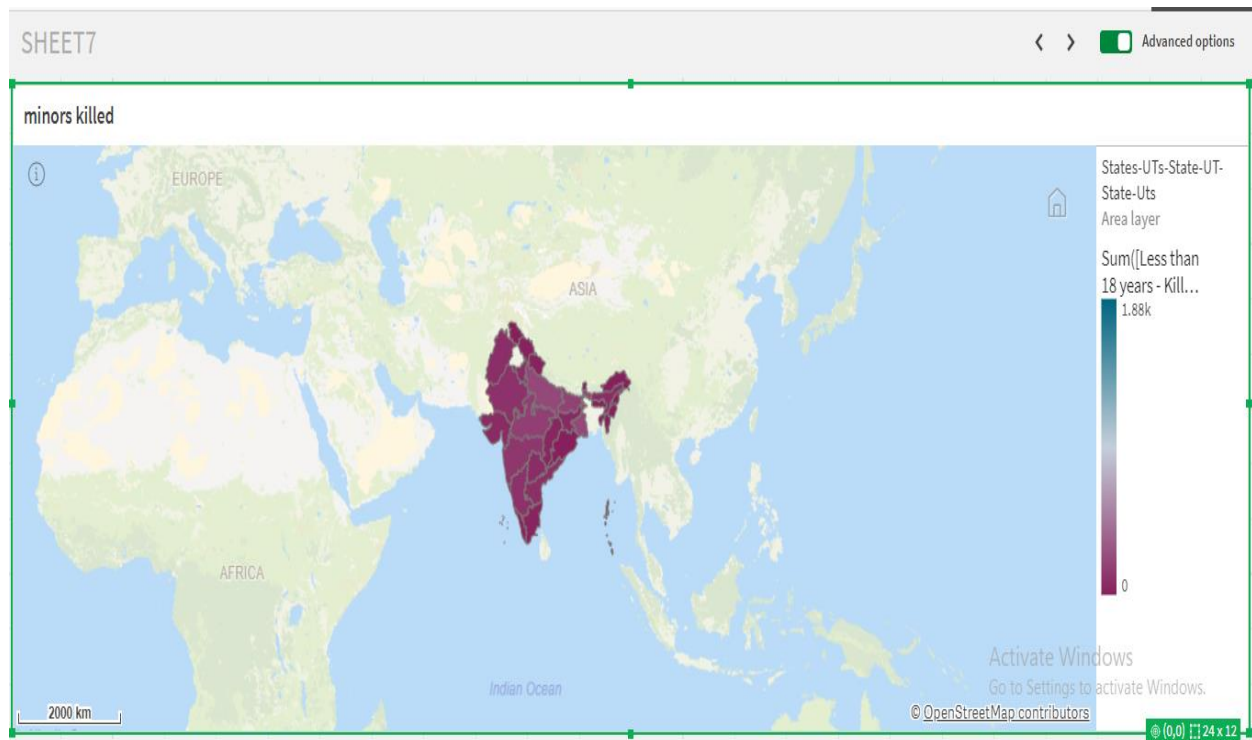 SHEET7
Advanced options
minors killed
EUROPE
ASIA
AFRICA
Indian Ocean
2000 km
© OpenStreetMap contributors
States-UTs-State-UT-
State-Uts
Area layer
Sum([Less than
18 years - Kill...
1.88k
0
Activate Windows
Go to Settings to activate Windows.
(0,0) 24 x 12